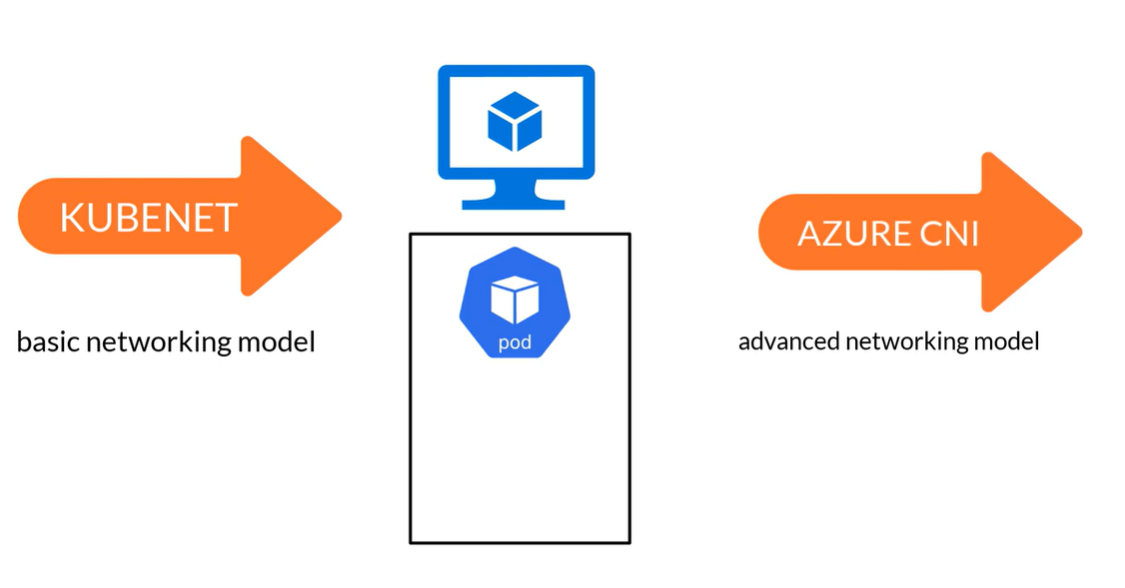 KUBENET
basic networking model
pod
AZURE CNI
advanced networking model